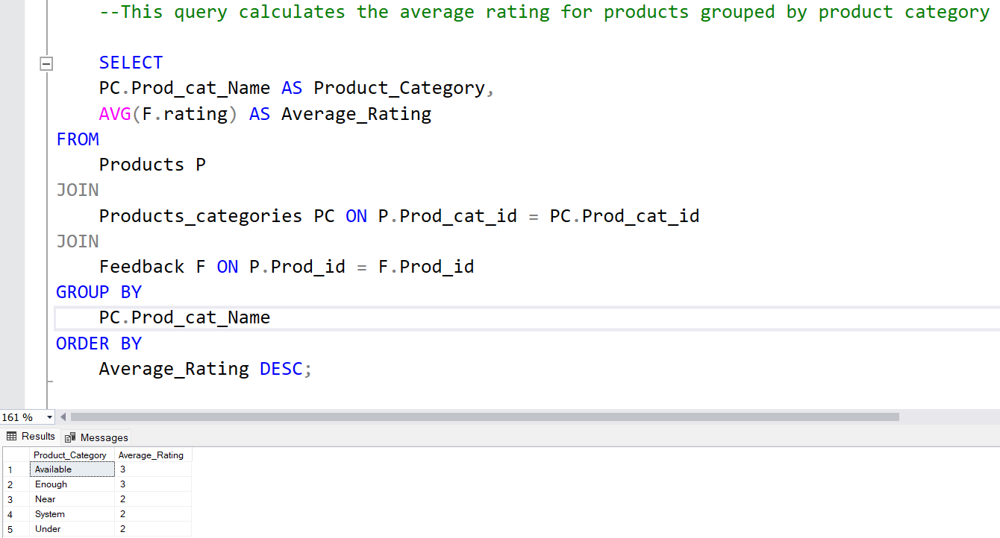 --This query calculates the average rating for products grouped by product category
SELECT
PC.Prod_cat_Name AS Product_Category,
AVG(F.rating) AS Average_Rating
FROM
Products P
JOIN
Products_categories PC ON P.Prod_cat_id = PC.Prod_cat_id
JOIN
Feedback F ON P.Prod_id = F.Prod_id
GROUP BY
PC.Prod_cat_Name
ORDER BY
Average_Rating DESC;
161 %
Results Messages
Product_Category Average_Rating
1 Available 3
2 Enough 3
3 Near 2
4 System 2
5 Under 2